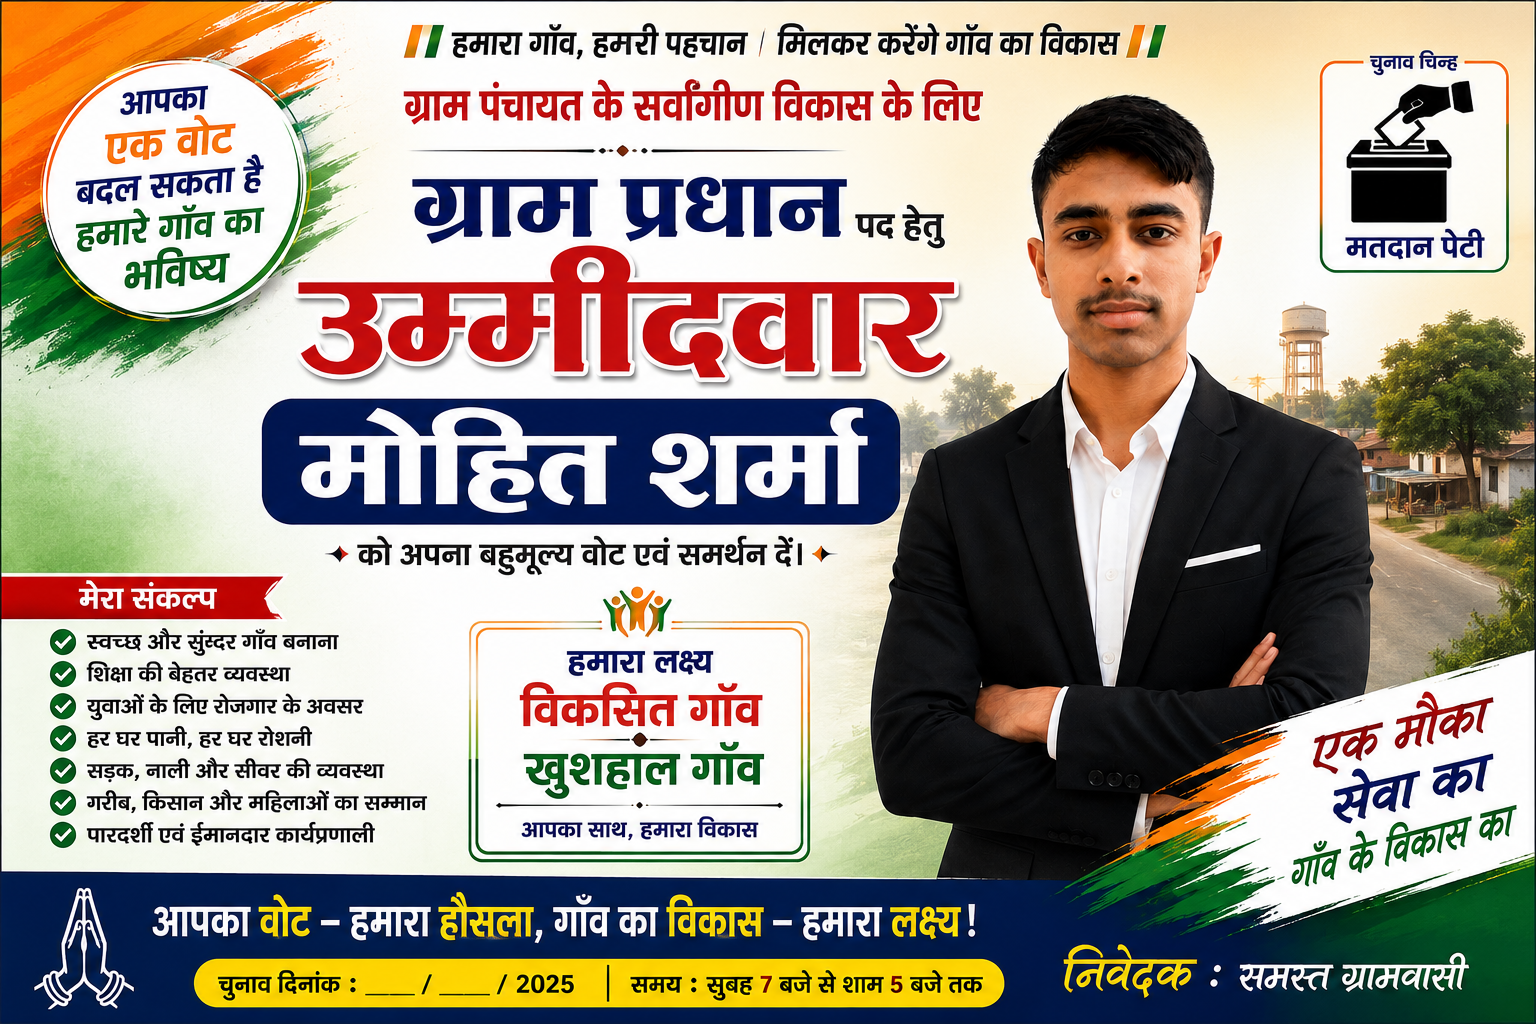 हमारा गाँव, हमरी पहचान / मिलकर करेंगे गाँव का विकास
ग्राम पंचायत के सर्वांगीण विकास के लिए
ग्राम प्रधान पद हेतु
उम्मीदवार
मोहित शर्मा
को अपना बहुमूल्य वोट एवं समर्थन दें।
आपका
एक वोट
बदल सकता है
हमारे गाँव का
भविष्य
चुनाव चिन्ह
मतदान पेटी
मेरा संकल्प
स्वच्छ और सुंस्दर गाँव बनाना
शिक्षा की बेहतर व्यवस्था
युवाओं के लिए रोजगार के अवसर
हर घर पानी, हर घर रोशनी
सड़क, नाली और सीवर की व्यवस्था
गरीब, किसान और महिलाओं का सम्मान
पारदर्शी एवं ईमानदार कार्यप्रणाली
हमारा लक्ष्य
विकसित गाँव
खुशहाल गाँव
आपका साथ, हमारा विकास
एक मौका
सेवा का
गाँव के विकास का
आपका वोट – हमारा हौसला, गाँव का विकास – हमारा लक्ष्य!
चुनाव दिनांक : ___ / ___ / 2025 | समय : सुबह 7 बजे से शाम 5 बजे तक
निवेदक : समस्त ग्रामवासी